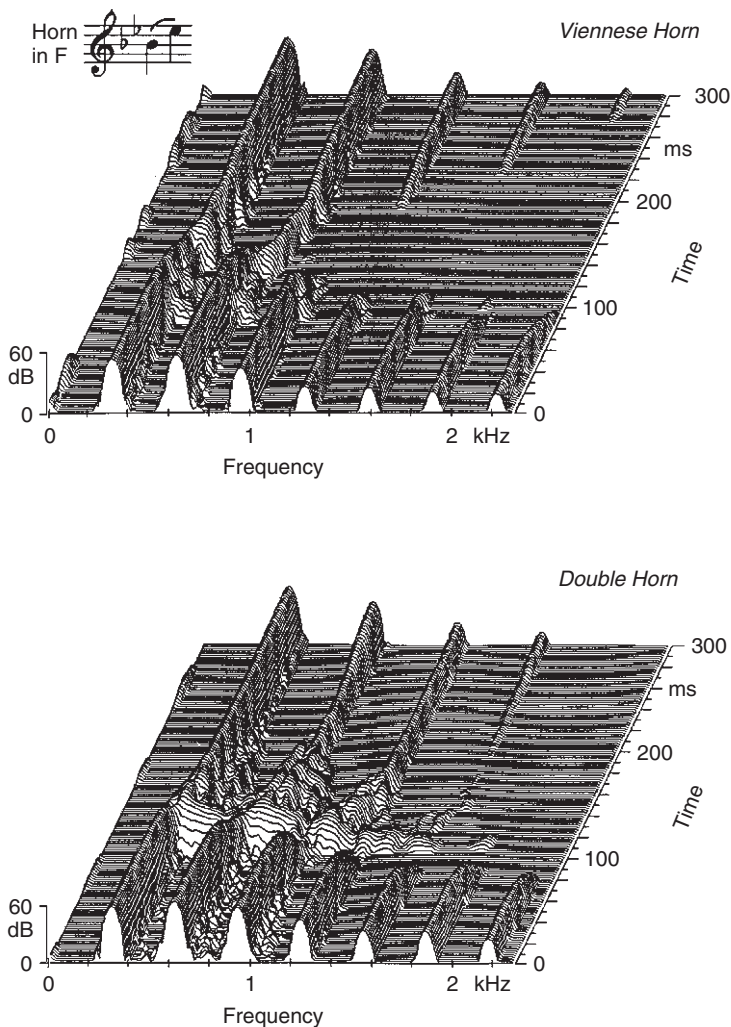 Horn
in F
Viennese Horn
300
ms
200
Time
100
60
dB
0
0
0 1 2 kHz
Frequency
Double Horn
300
ms
200
Time
100
60
dB
0
0
0 1 2 kHz
Frequency